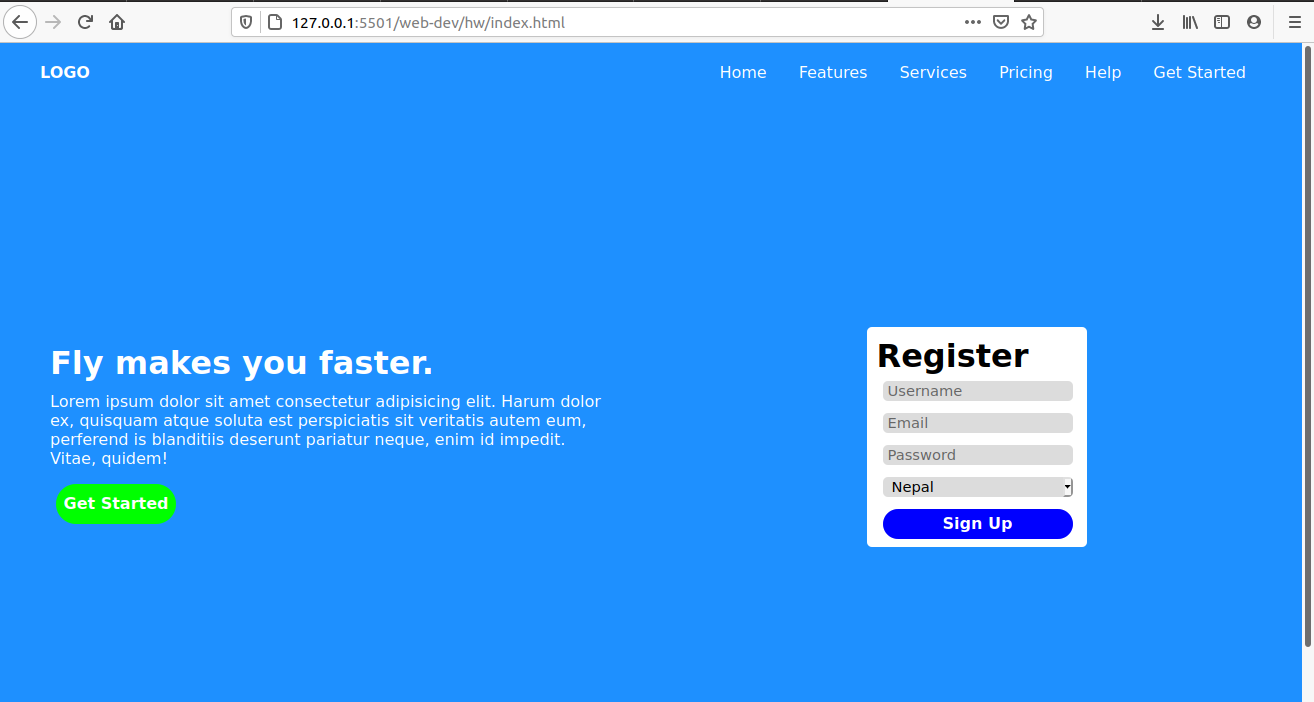 127.0.0.1:5501/web-dev/hw/index.html
LOGO
Home Features Services Pricing Help Get Started
Fly makes you faster.
Lorem ipsum dolor sit amet consectetur adipisicing elit. Harum dolor
ex, quisquam atque soluta est perspiciatis sit veritatis autem eum,
perferend is blanditiis deserunt pariatur neque, enim id impedit.
Vitae, quidem!
Get Started
Register
Username
Email
Password
Nepal
Sign Up